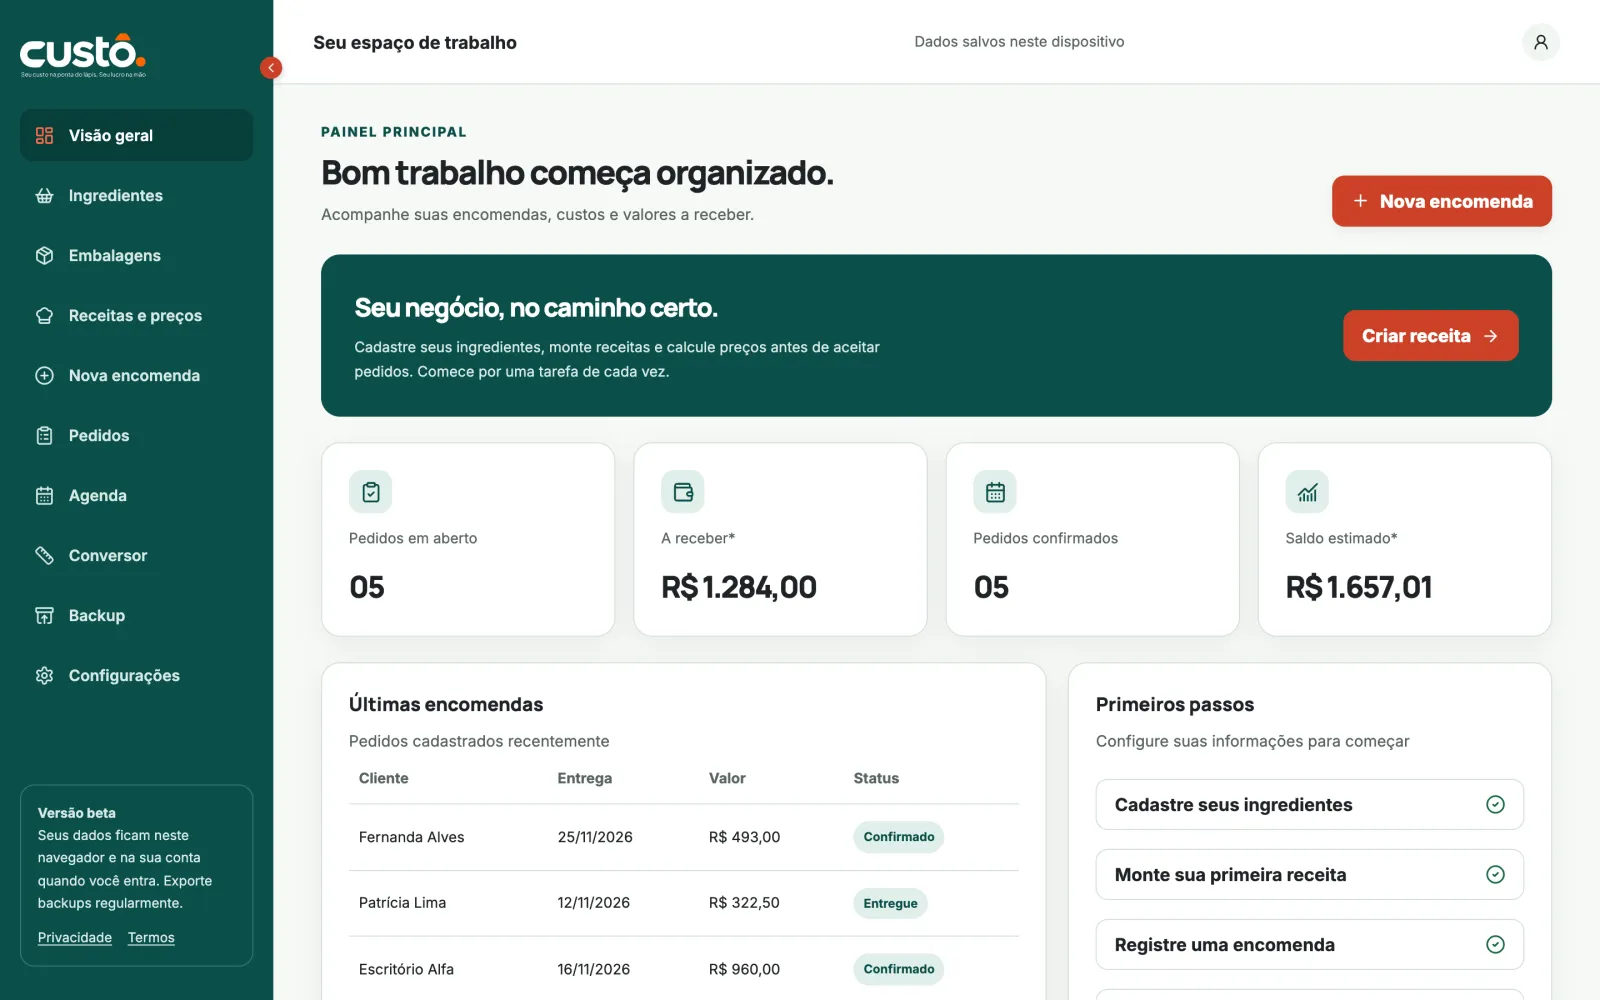 custô.
Seu custo na ponta do lápis. Seu lucro na mão
Visão geral
Ingredientes
Embalagens
Receitas e preços
Nova encomenda
Pedidos
Agenda
Conversor
Backup
Configurações
Versão beta
Seus dados ficam neste
navegador e na sua conta
quando você entra. Exporte
backups regularmente.
Privacidade Termos
Seu espaço de trabalho
Dados salvos neste dispositivo
PAINEL PRINCIPAL
Bom trabalho começa organizado.
Acompanhe suas encomendas, custos e valores a receber.
+ Nova encomenda
Seu negócio, no caminho certo.
Cadastre seus ingredientes, monte receitas e calcule preços antes de aceitar
pedidos. Comece por uma tarefa de cada vez.
Criar receita →
Pedidos em aberto
05
A receber*
R$ 1.284,00
Pedidos confirmados
05
Saldo estimado*
R$ 1.657,01
Últimas encomendas
Pedidos cadastrados recentemente
Cliente Entrega Valor Status
Fernanda Alves 25/11/2026 R$ 493,00 Confirmado
Patrícia Lima 12/11/2026 R$ 322,50 Entregue
Escritório Alfa 16/11/2026 R$ 960,00 Confirmado
Primeiros passos
Configure suas informações para começar
Cadastre seus ingredientes
Monte sua primeira receita
Registre uma encomenda